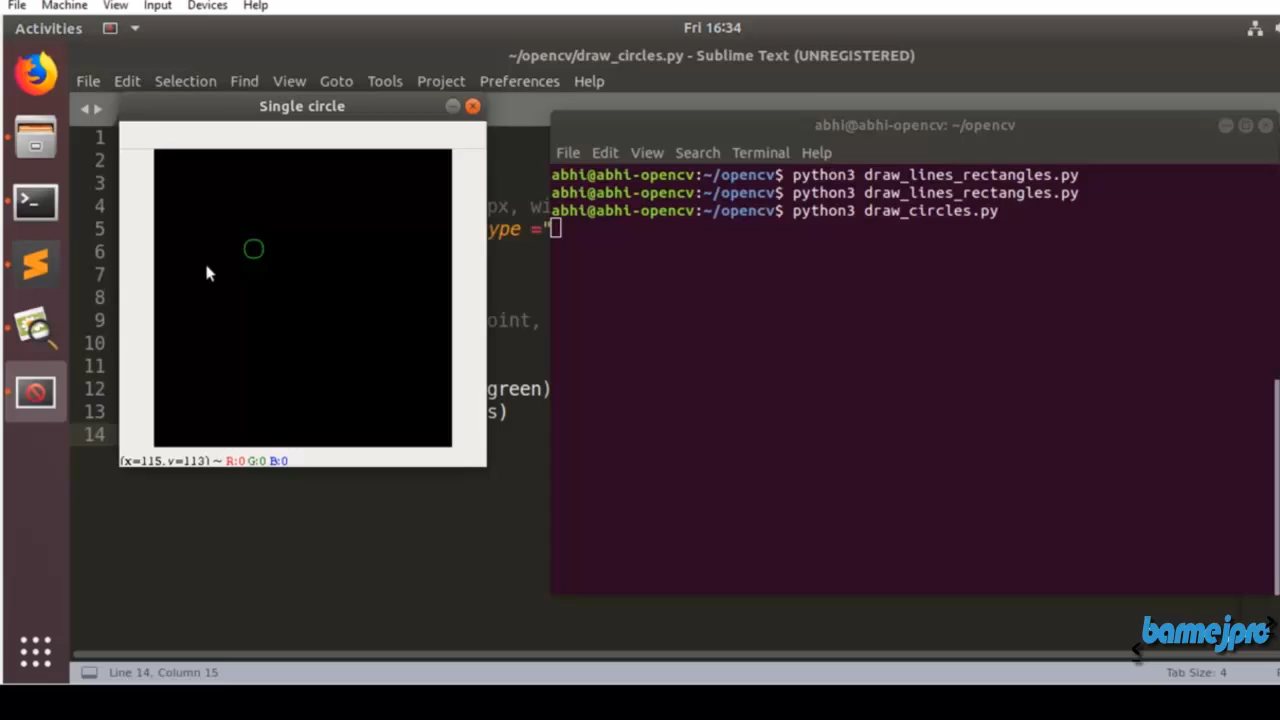 File Machine View Input Devices Help
Activities Fri 16:34
~/opencv/draw_circles.py - Sublime Text (UNREGISTERED)
File Edit Selection Find View Goto Tools Project Preferences Help
Single circle
abhi@abhi-opencv: ~/opencv
File Edit View Search Terminal Help
abhi@abhi-opencv:~/opencv$ python3 draw_lines_rectangles.py
abhi@abhi-opencv:~/opencv$ python3 draw_lines_rectangles.py
abhi@abhi-opencv:~/opencv$ python3 draw_circles.py
1
2
3
4 px, wi
5 ype ="
6
7
8
9 oint,
10
11
12 green)
13 s)
14
(x=115, y=113) ~ R:0 G:0 B:0
barmejpro
Line 14, Column 15 Tab Size: 4